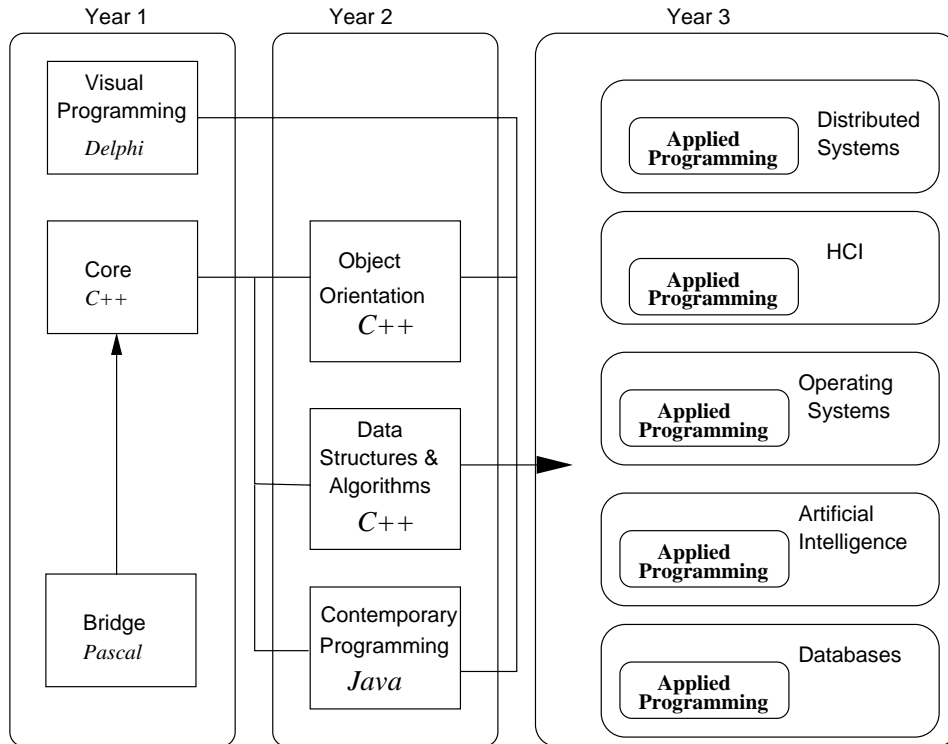 Year 1
Year 2
Year 3
Visual
Programming
Delphi
Core
C++
Bridge
Pascal
Object
Orientation
C++
Data
Structures &
Algorithms
C++
Contemporary
Programming
Java
Distributed
Systems
Applied
Programming
HCI
Applied
Programming
Operating
Systems
Applied
Programming
Artificial
Intelligence
Applied
Programming
Databases
Applied
Programming